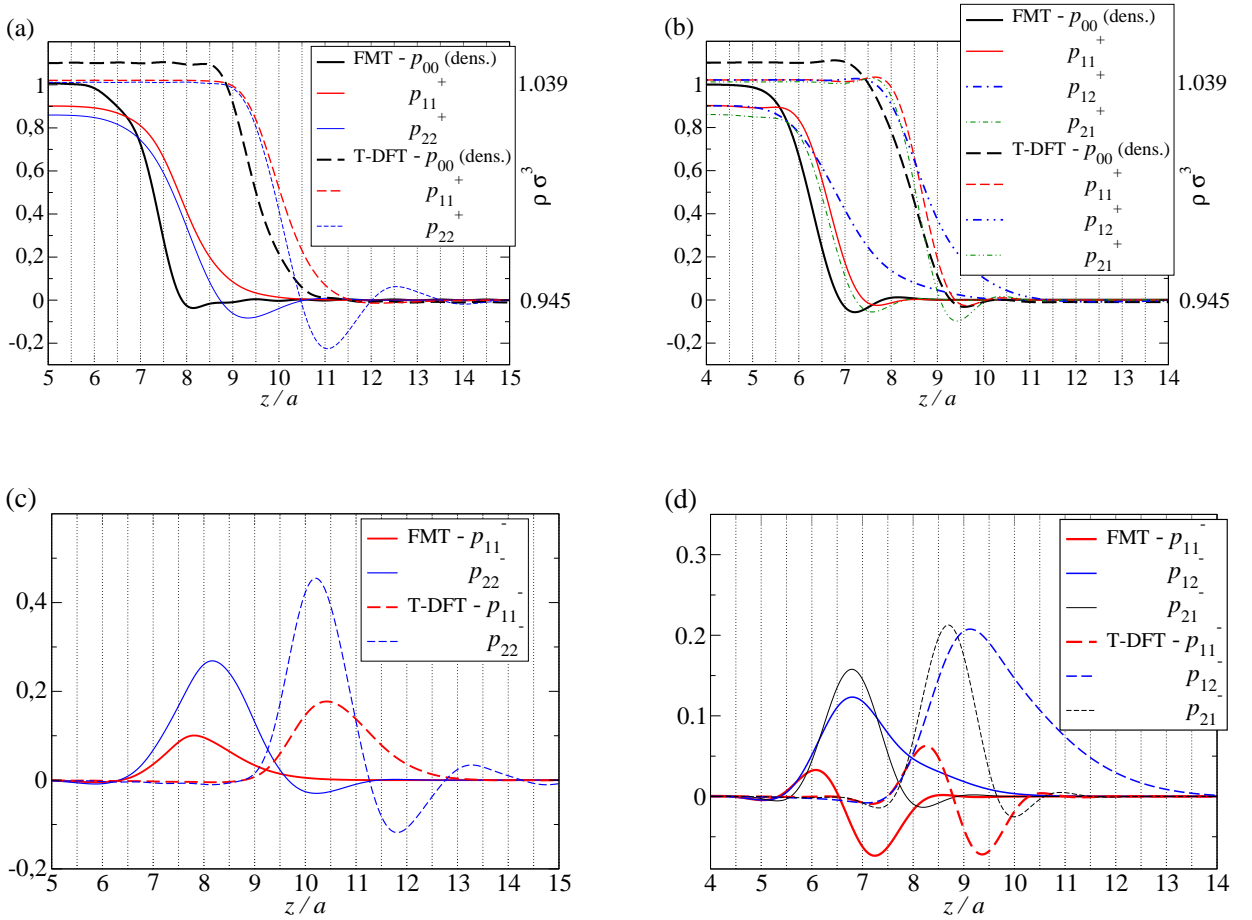 (a)
FMT - p00 (dens.)
p11+
p22+
T-DFT - p00 (dens.)
p11+
p22+
1
0.8
0.6
0,4
0,2
0
-0,2
1.039
0.945
ρ σ3
5 6 7 8 9 10 11 12 13 14 15
z / a
(b)
FMT - p00 (dens.)
p11+
p12+
p21+
T-DFT - p00 (dens.)
p11+
p12+
p21+
1
0.8
0.6
0,4
0,2
0
-0,2
1.039
0.945
ρ σ3
4 5 6 7 8 9 10 11 12 13 14
z / a
(c)
FMT - p11-
p22-
T-DFT - p11-
p22-
0,4
0,2
0
-0,2
5 6 7 8 9 10 11 12 13 14 15
z / a
(d)
FMT - p11-
p12-
p21-
T-DFT - p11-
p12-
p21-
0.3
0.2
0.1
0
4 5 6 7 8 9 10 11 12 13 14
z / a